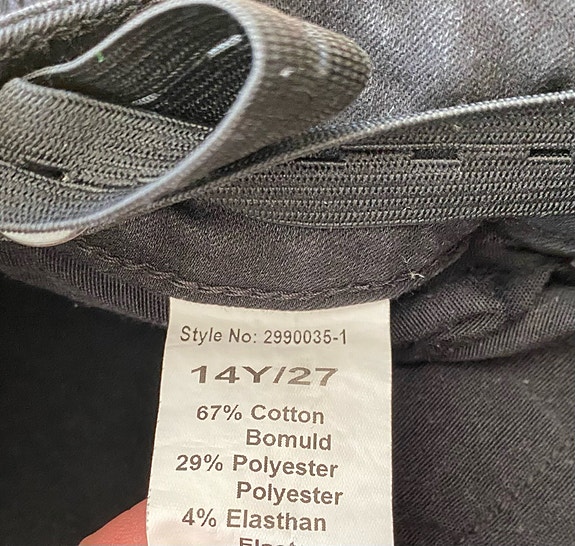 Style No: 2990035-1
14Y/27
67% Cotton
Bomuld
29% Polyester
Polyester
4% Elasthan